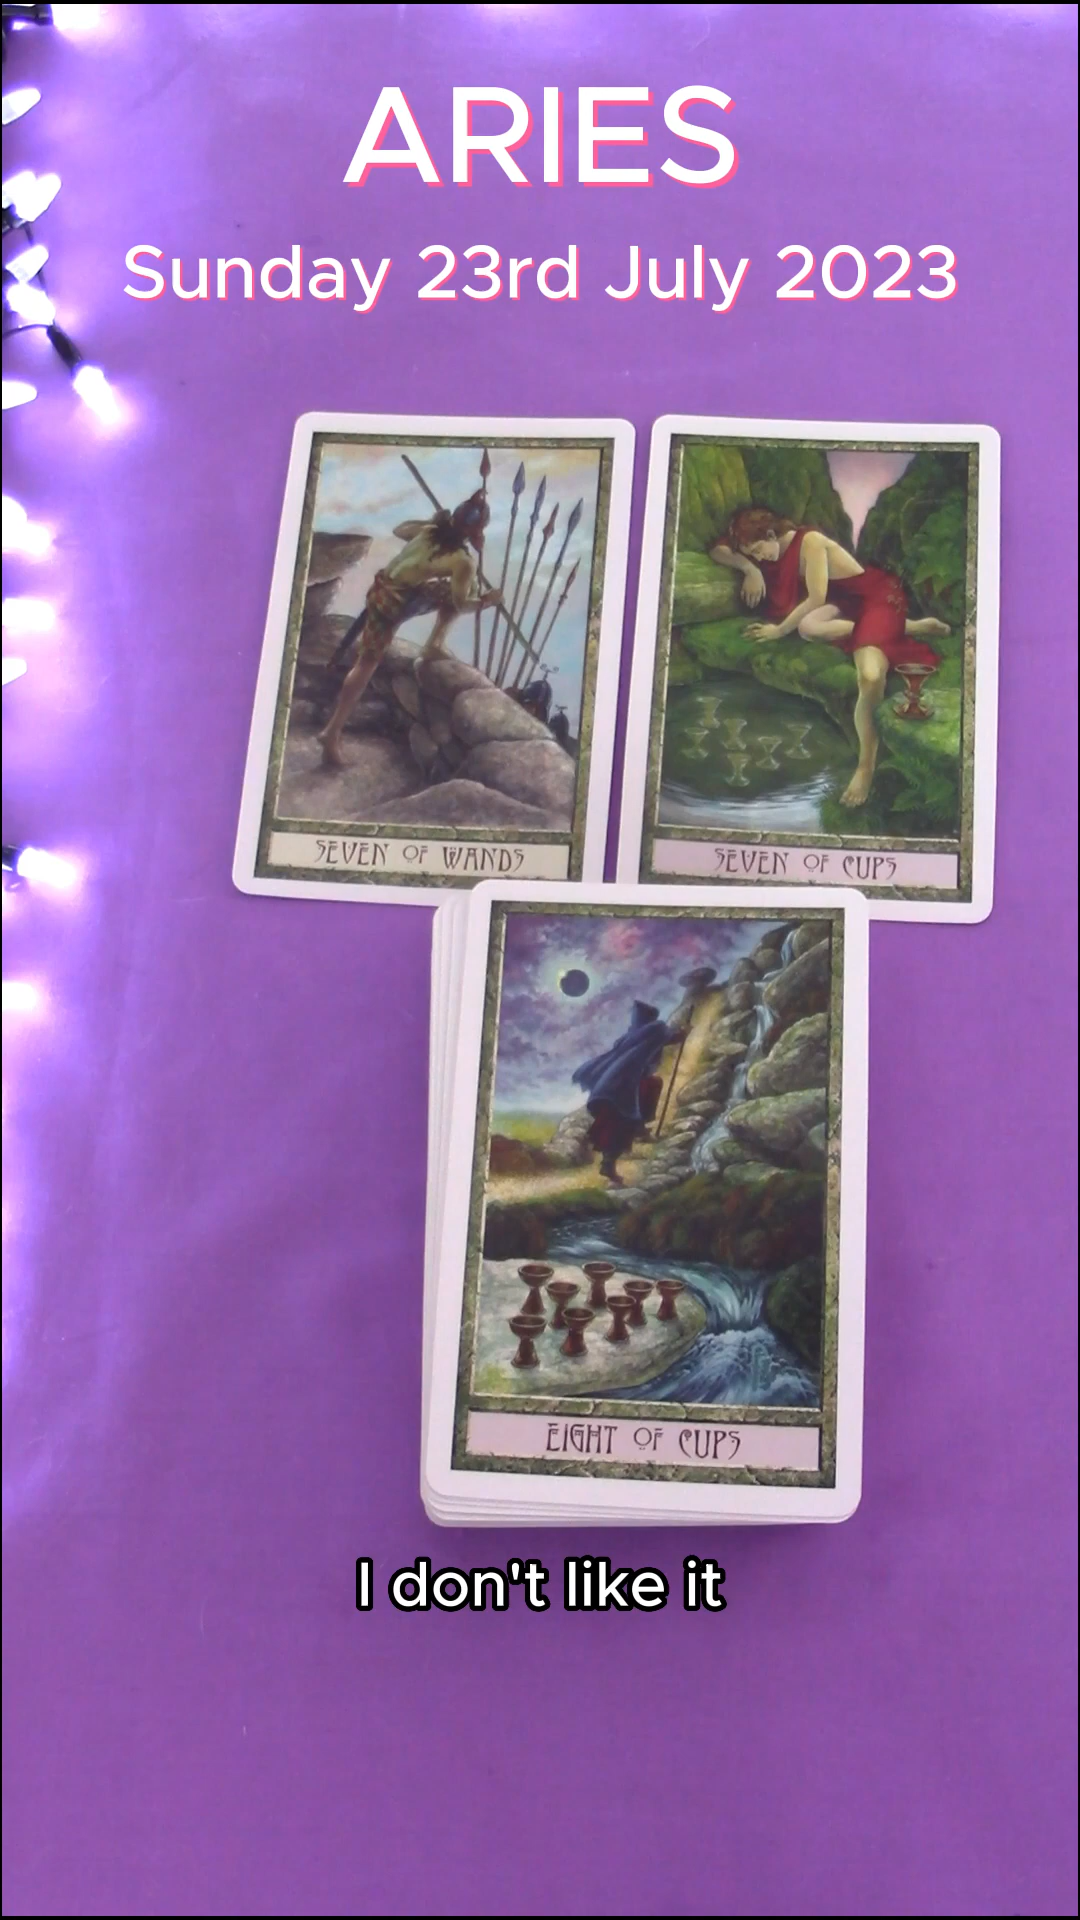 ARIES
Sunday 23rd July 2023
SEVEN OF WANDS
SEVEN OF CUPS
EIGHT OF CUPS
I don't like it